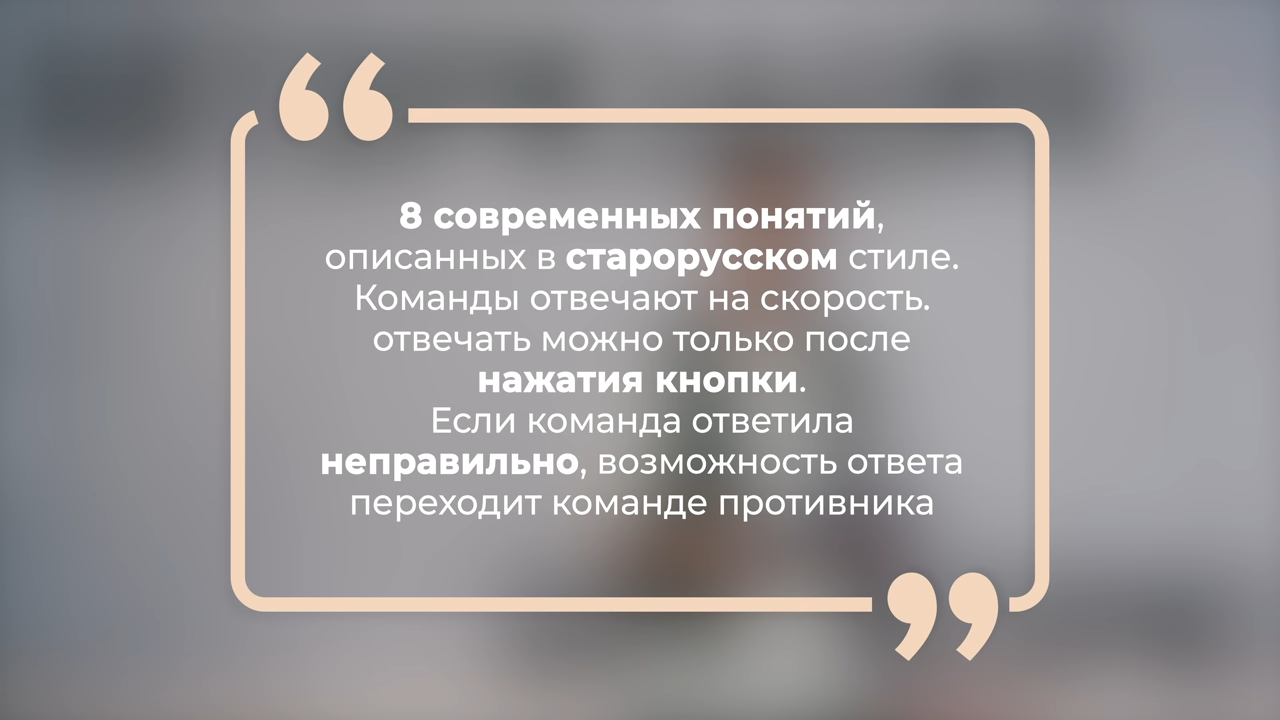 8 современных понятий,
описанных в старорусском стиле.
Команды отвечают на скорость.
отвечать можно только после
нажатия кнопки.
Если команда ответила
неправильно, возможность ответа
переходит команде противника